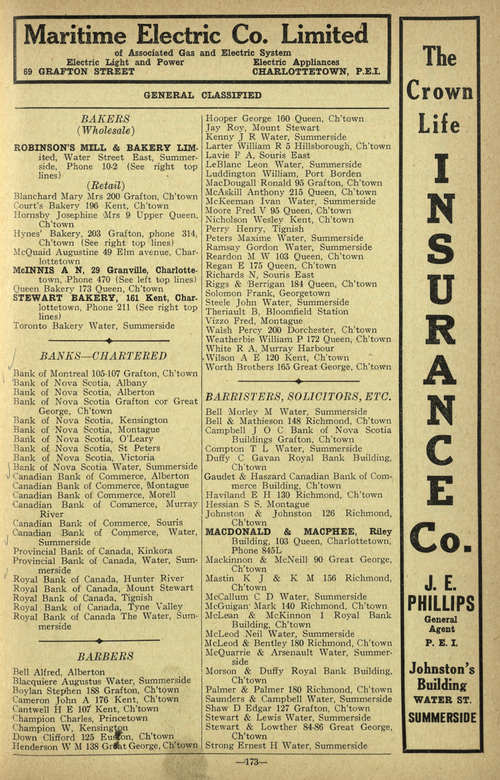 Maritime Electric Co. Limited
of Associated Gas and Electric System
Electric Light and Power Electric Appliances
69 GRAFTON STREET CHARLOTTETOWN, P.E.I.
GENERAL CLASSIFIED
BAKERS
(Wholesale)
ROBINSON'S MILL & BAKERY LIM-
ited, Water Street East, Summer-
side, Phone 10-2 (See right top
lines)
(Retail)
Blanchard Mary Mrs 200 Grafton, Ch'town
Court's Bakery 196 Kent, Ch'town
Hornsby Josephine Mrs 9 Upper Queen,
Ch'town
Hynes' Bakery, 203 Grafton, phone 314,
Ch'town (See right top lines)
McQuaid Augustine 49 Elm avenue, Char-
lottetown
McINNIS A N, 29 Granville, Charlotte-
town, Phone 470 (See left top lines)
Queen Bakery 173 Queen, Ch'town
STEWART BAKERY, 161 Kent, Char-
lottetown, Phone 211 (See right top
lines)
Toronto Bakery Water, Summerside
BANKS—CHARTERED
Bank of Montreal 105-107 Grafton, Ch'town
Bank of Nova Scotia, Albany
Bank of Nova Scotia, Alberton
Bank of Nova Scotia Grafton cor Great
George, Ch'town
Bank of Nova Scotia, Kensington
Bank of Nova Scotia, Montague
Bank of Nova Scotia, O'Leary
Bank of Nova Scotia, St Peters
Bank of Nova Scotia, Victoria
Bank of Nova Scotia Water, Summerside
Canadian Bank of Commerce, Alberton
Canadian Bank of Commerce, Montague
Canadian Bank of Commerce, Morell
Canadian Bank of Commerce, Murray
River
Canadian Bank of Commerce, Souris
Canadian Bank of Commerce, Water,
Summerside
Provincial Bank of Canada, Kinkora
Provincial Bank of Canada, Water, Sum-
merside
Royal Bank of Canada, Hunter River
Royal Bank of Canada, Mount Stewart
Royal Bank of Canada, Tignish
Royal Bank of Canada, Tyne Valley
Royal Bank of Canada The Water, Sum-
merside
BARBERS
Bell Alfred, Alberton
Blacquiere Augustus Water, Summerside
Boylan Stephen 188 Grafton, Ch'town
Cameron John A 176 Kent, Ch'town
Cantwell H E 107 Kent, Ch'town
Champion Charles, Princetown
Champion W, Kensington
Down Clifford 125 Euston, Ch'town
Henderson W M 138 Great George, Ch'town
Hooper George 160 Queen, Ch'town
Jay Roy, Mount Stewart
Kenny J R Water, Summerside
Larter William R 5 Hillsborough, Ch'town
Lavie F A, Souris East
LeBlanc Leon Water, Summerside
Luddington William, Port Borden
MacDougall Ronald 95 Grafton, Ch'town
McAskill Anthony 215 Queen, Ch'town
McKeeman Ivan Water, Summerside
Moore Fred V 95 Queen, Ch'town
Nicholson Wesley Kent, Ch'town
Perry Henry, Tignish
Peters Maxime Water, Summerside
Ramsay Gordon Water, Summerside
Reardon M W 103 Queen, Ch'town
Regan E 175 Queen, Ch'town
Richards N, Souris East
Riggs & Berrigan 184 Queen, Ch'town
Solomon Frank, Georgetown
Steele John Water, Summerside
Theriault B, Bloomfield Station
Vizzo Fred, Montague
Walsh Percy 200 Dorchester, Ch'town
Weatherbie William P 172 Queen, Ch'town
White R A, Murray Harbour
Wilson A E 120 Kent, Ch'town
Worth Brothers 165 Great George, Ch'town
BARRISTERS, SOLICITORS, ETC.
Bell Morley M Water, Summerside
Bell & Mathieson 148 Richmond, Ch'town
Campbell J O C Bank of Nova Scotia
Buildings Grafton, Ch'town
Compton T L Water, Summerside
Duffy C Gavan Royal Bank Building,
Ch'town
Gaudet & Haszard Canadian Bank of Com-
merce Building, Ch'town
Haviland E H 130 Richmond, Ch'town
Hessian S S, Montague
Johnston & Johnston 126 Richmond,
Ch'town
MACDONALD & MACPHEE, Riley
Building, 103 Queen, Charlottetown,
Phone 845L
Mackinnon & McNeill 90 Great George,
Ch'town
Mastin K J & K M 156 Richmond,
Ch'town
McCallum C D Water, Summerside
McGuigan Mark 140 Richmond, Ch'town
McLean & McKinnon 1 Royal Bank
Building, Ch'town
McLeod Neil Water, Summerside
McLeod & Bentley 180 Richmond, Ch'town
McQuarrie & Arsenault Water, Summer-
side
Morson & Duffy Royal Bank Building,
Ch'town
Palmer & Palmer 180 Richmond, Ch'town
Saunders & Campbell Water, Summerside
Shaw D Edgar 127 Grafton, Ch'town
Stewart & Lewis Water, Summerside
Stewart & Lowther 84-86 Great George,
Ch'town
Strong Ernest H Water, Summerside
The
Crown
Life
INSURANCE
Co.
J. E.
PHILLIPS
General
Agent
P. E. I.
Johnston's
Building
WATER ST.
SUMMERSIDE
—173—